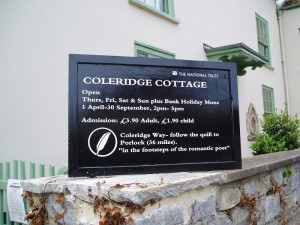 THE NATIONAL TRUST
COLERIDGE COTTAGE
Open
Thurs, Fri, Sat & Sun plus Bank Holiday Mons
1 April-30 September, 2pm- 5pm
Admission: £3.90 Adult, £1.90 child
Coleridge Way- follow the quill to
Porlock (36 miles).
"in the footsteps of the romantic poet"